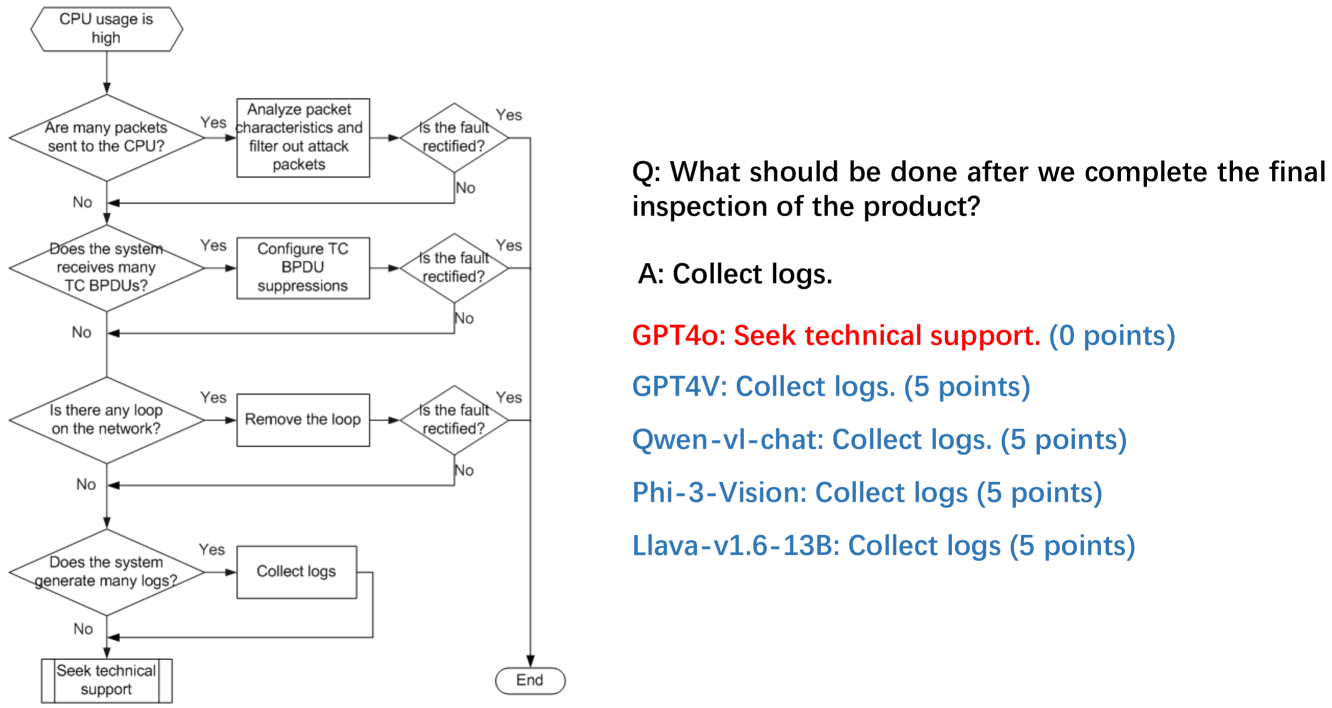 CPU usage is
high
Are many packets
sent to the CPU?
Yes
Analyze packet
characteristics and
filter out attack
packets
Is the fault
rectified?
Yes
No
No
Does the system
receives many
TC BPDUs?
Yes
Configure TC
BPDU
suppressions
Is the fault
rectified?
Yes
No
No
Is there any loop
on the network?
Yes
Remove the loop
Is the fault
rectified?
Yes
No
No
Does the system
generate many logs?
Yes
Collect logs
No
Seek technical
support
End
Q: What should be done after we complete the final
inspection of the product?
A: Collect logs.
GPT4o: Seek technical support. (0 points)
GPT4V: Collect logs. (5 points)
Qwen-vl-chat: Collect logs. (5 points)
Phi-3-Vision: Collect logs (5 points)
Llava-v1.6-13B: Collect logs (5 points)